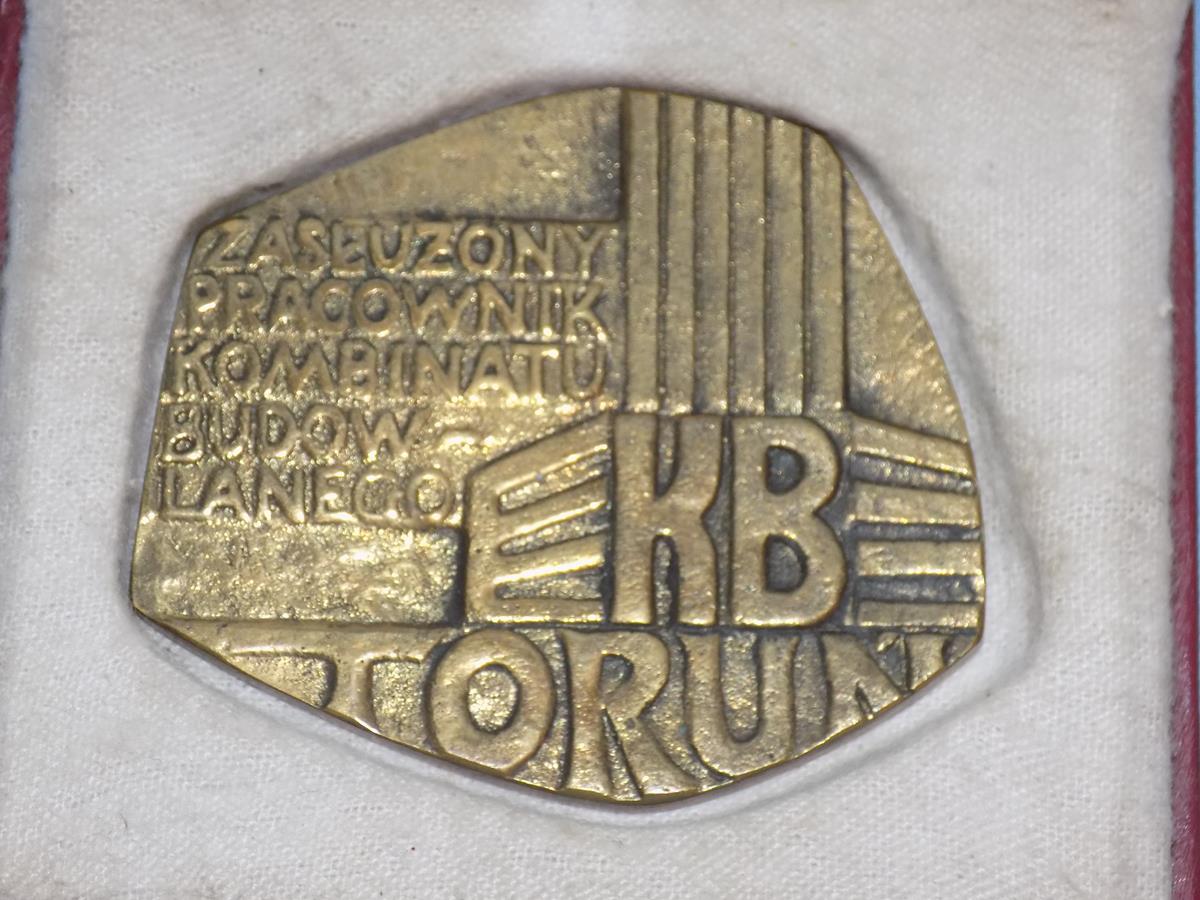 ZASŁUŻONY
PRACOWNIK
KOMBINATU
BUDOW-
LANEGO
KB
TORUŃ